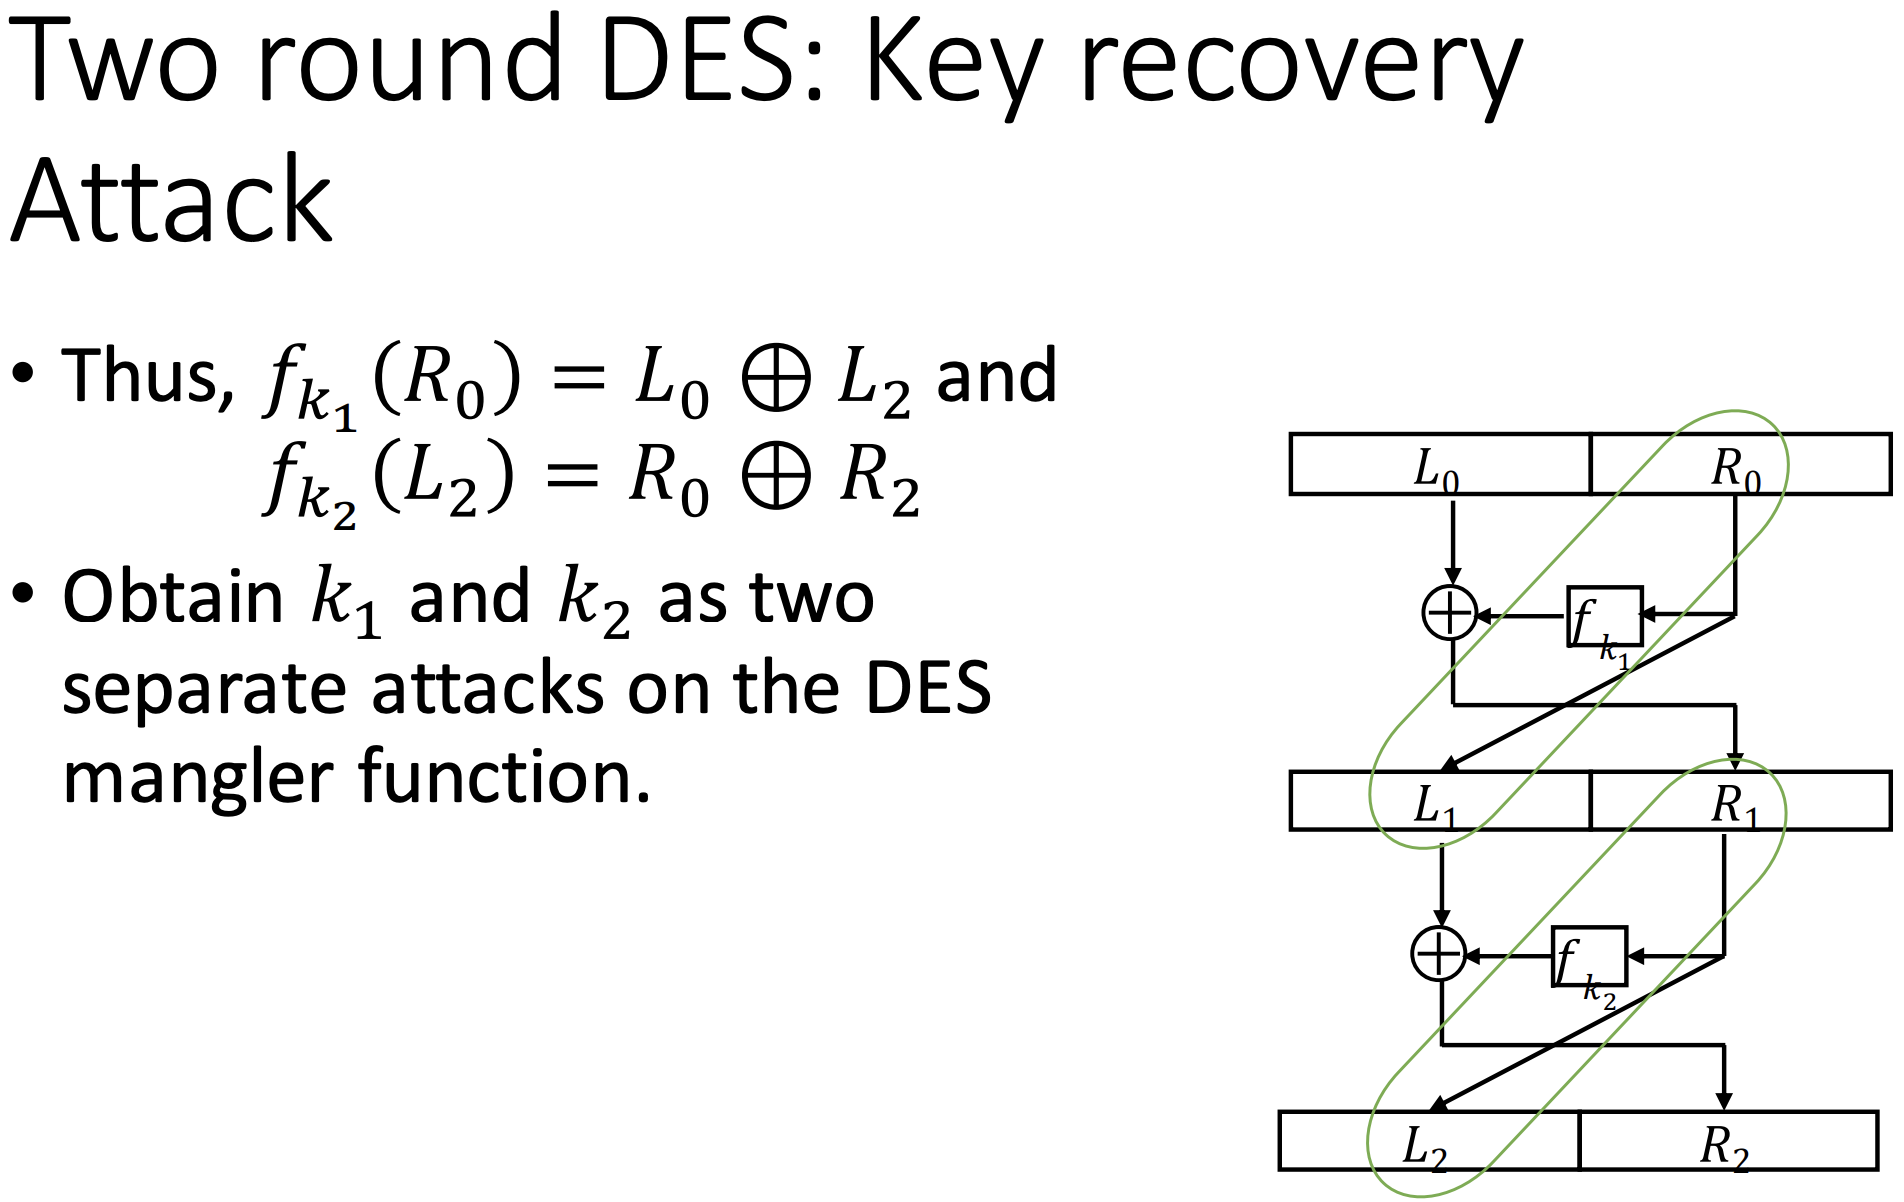 Two round DES: Key recovery
Attack
• Thus, f_{k_1}(R_0) = L_0 ⊕ L_2 and
f_{k_2}(L_2) = R_0 ⊕ R_2
• Obtain k_1 and k_2 as two
separate attacks on the DES
mangler function.
L_0 R_0
f_{k_1}
L_1 R_1
f_{k_2}
L_2 R_2